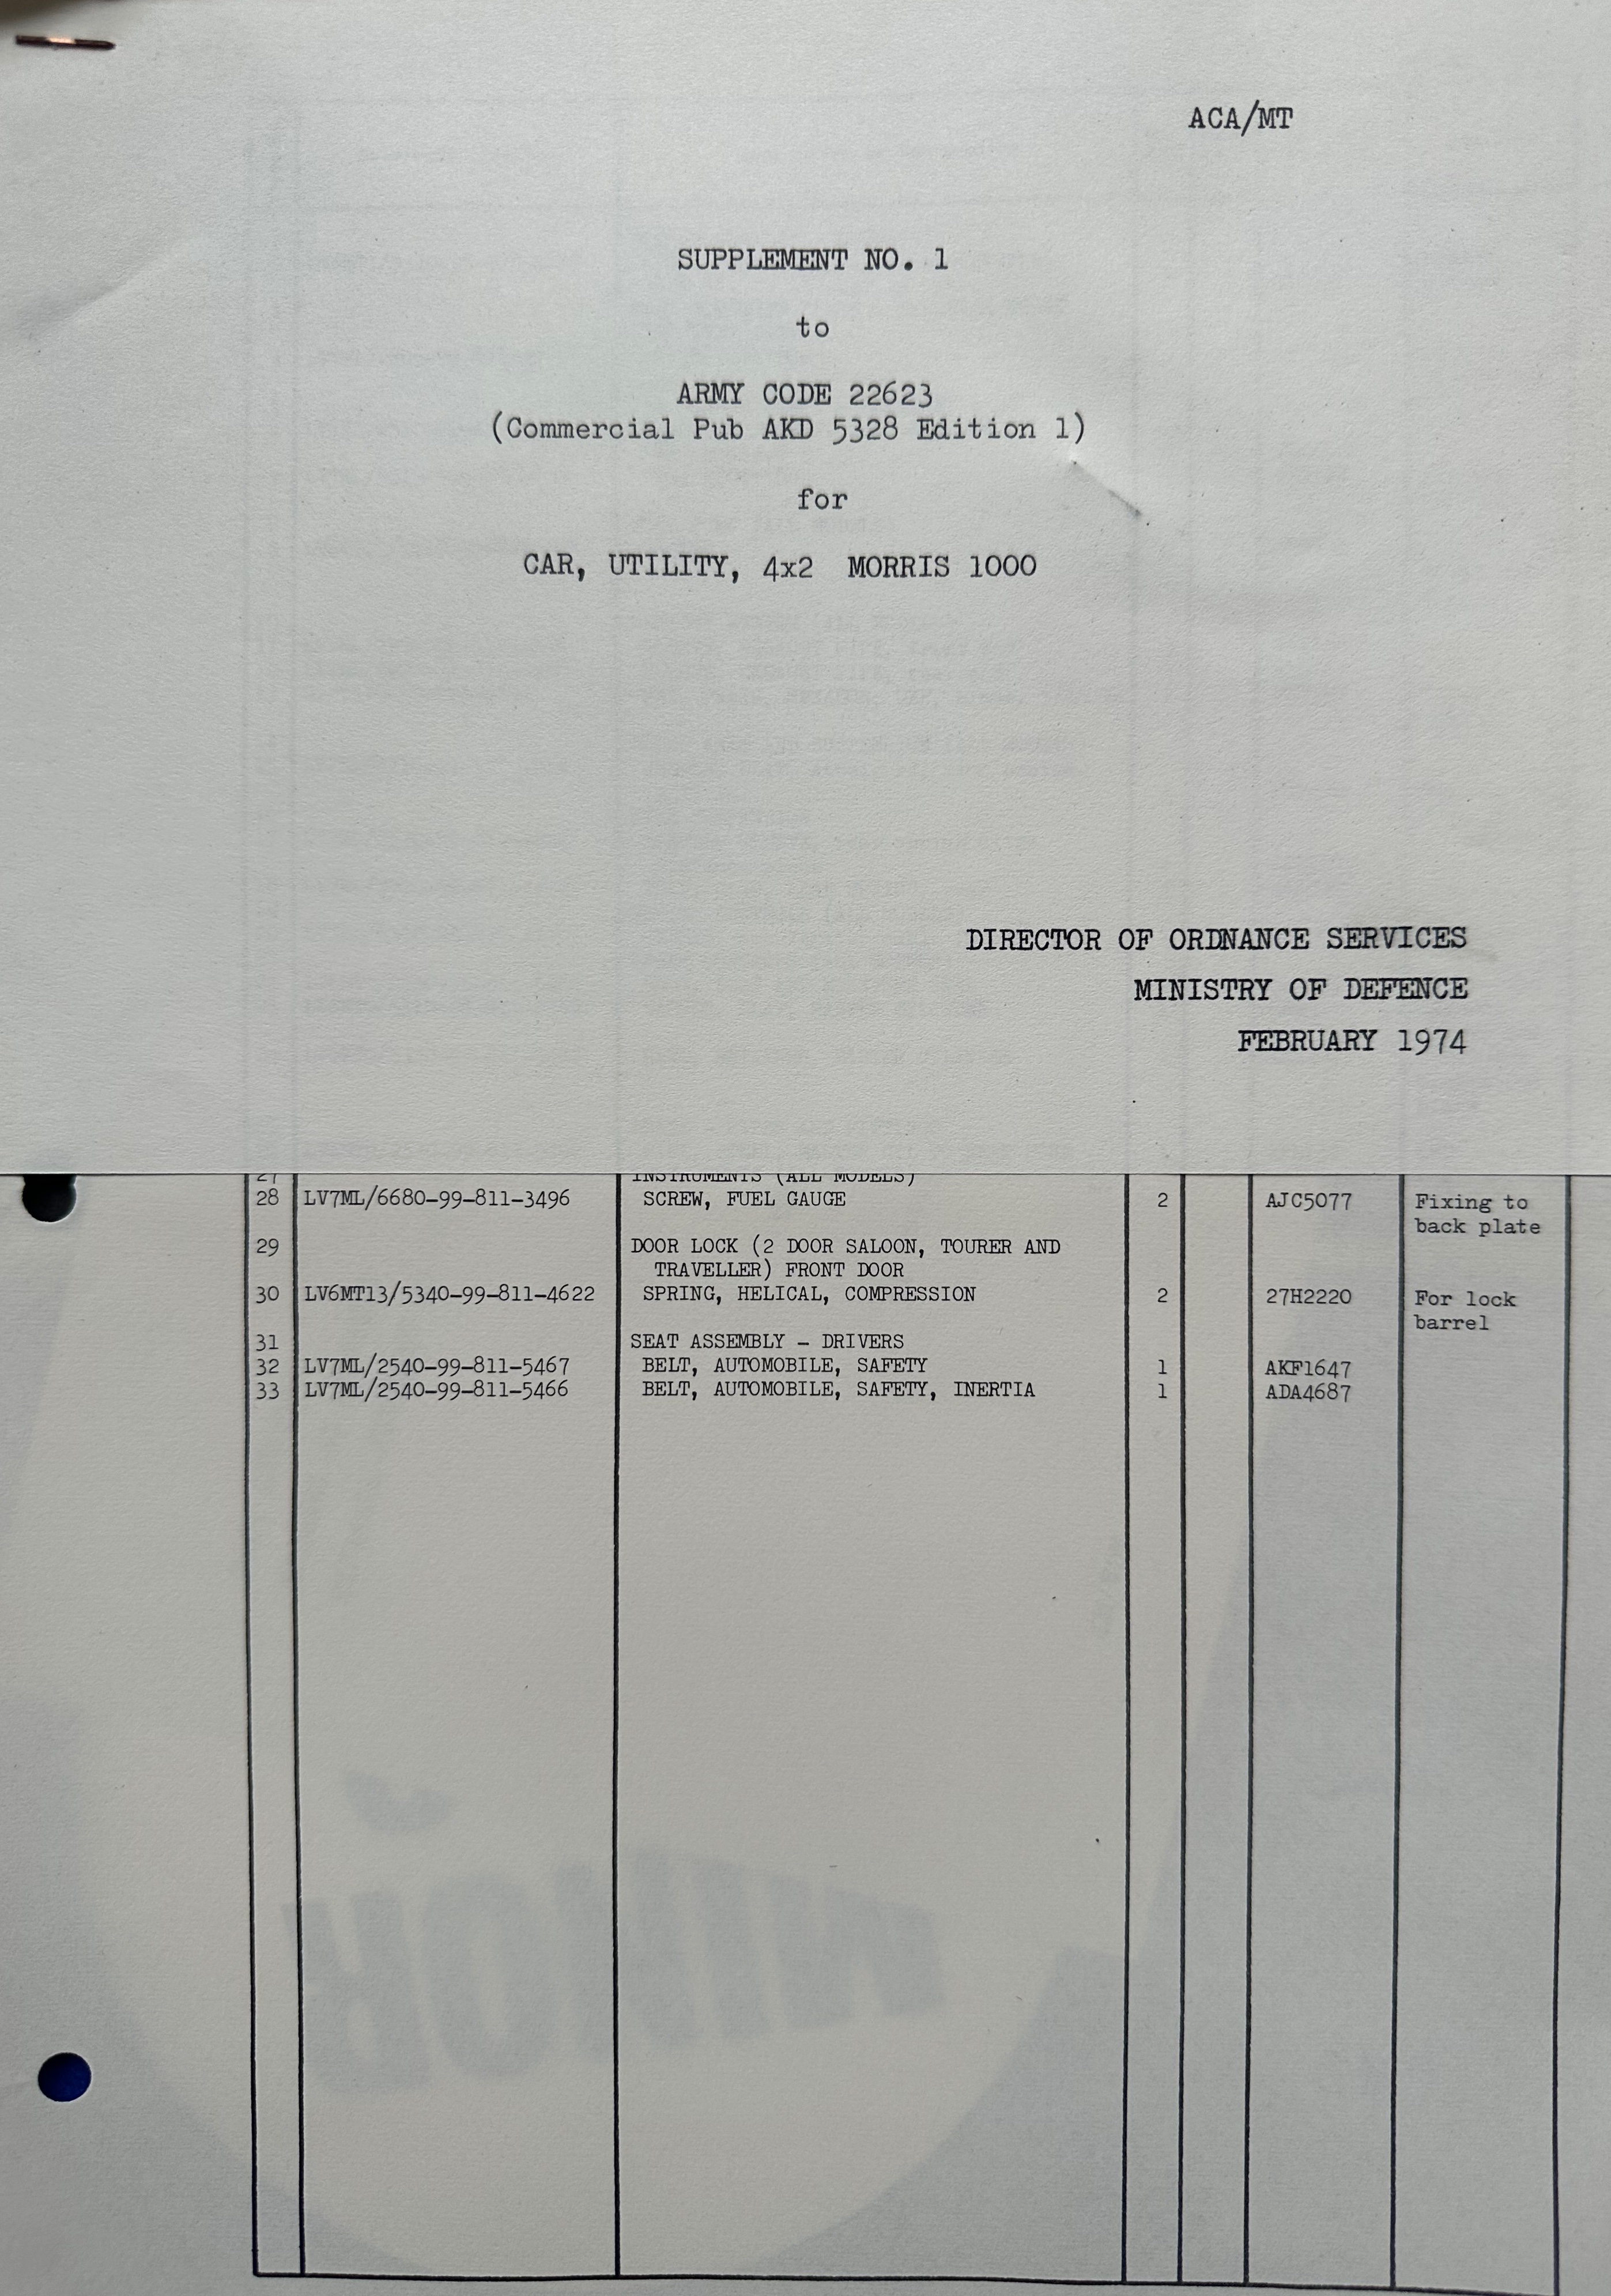 ACA/MT
SUPPLEMENT NO. 1
to
ARMY CODE 22623
(Commercial Pub AKD 5328 Edition 1)
for
CAR, UTILITY, 4x2 MORRIS 1000
DIRECTOR OF ORDNANCE SERVICES
MINISTRY OF DEFENCE
FEBRUARY 1974
27 INSTRUMENTS (ALL MODELS)
28 LV7ML/6680-99-811-3496 SCREW, FUEL GAUGE 2 AJC5077 Fixing to
back plate
29 DOOR LOCK (2 DOOR SALOON, TOURER AND
TRAVELLER) FRONT DOOR
30 LV6MT13/5340-99-811-4622 SPRING, HELICAL, COMPRESSION 2 27H2220 For lock
barrel
31 SEAT ASSEMBLY - DRIVERS
32 LV7ML/2540-99-811-5467 BELT, AUTOMOBILE, SAFETY 1 AKF1647
33 LV7ML/2540-99-811-5466 BELT, AUTOMOBILE, SAFETY, INERTIA 1 ADA4687